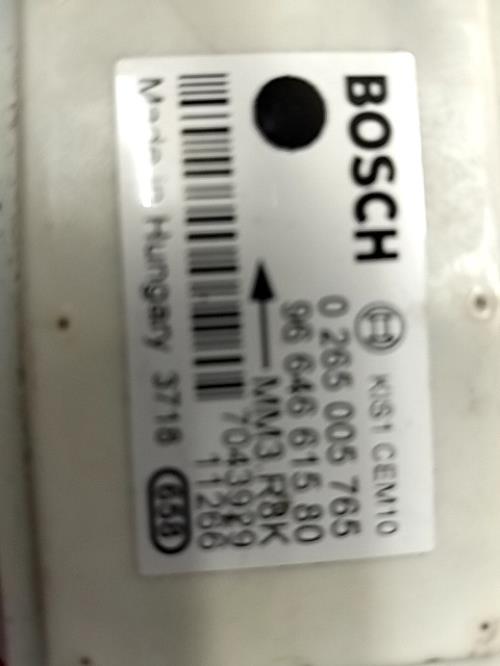 BOSCH
KIS1 CEM10
0 265 005 765
96 646 615 80
MM3.R8K
7043929
11266
Made in Hungary 3718 658